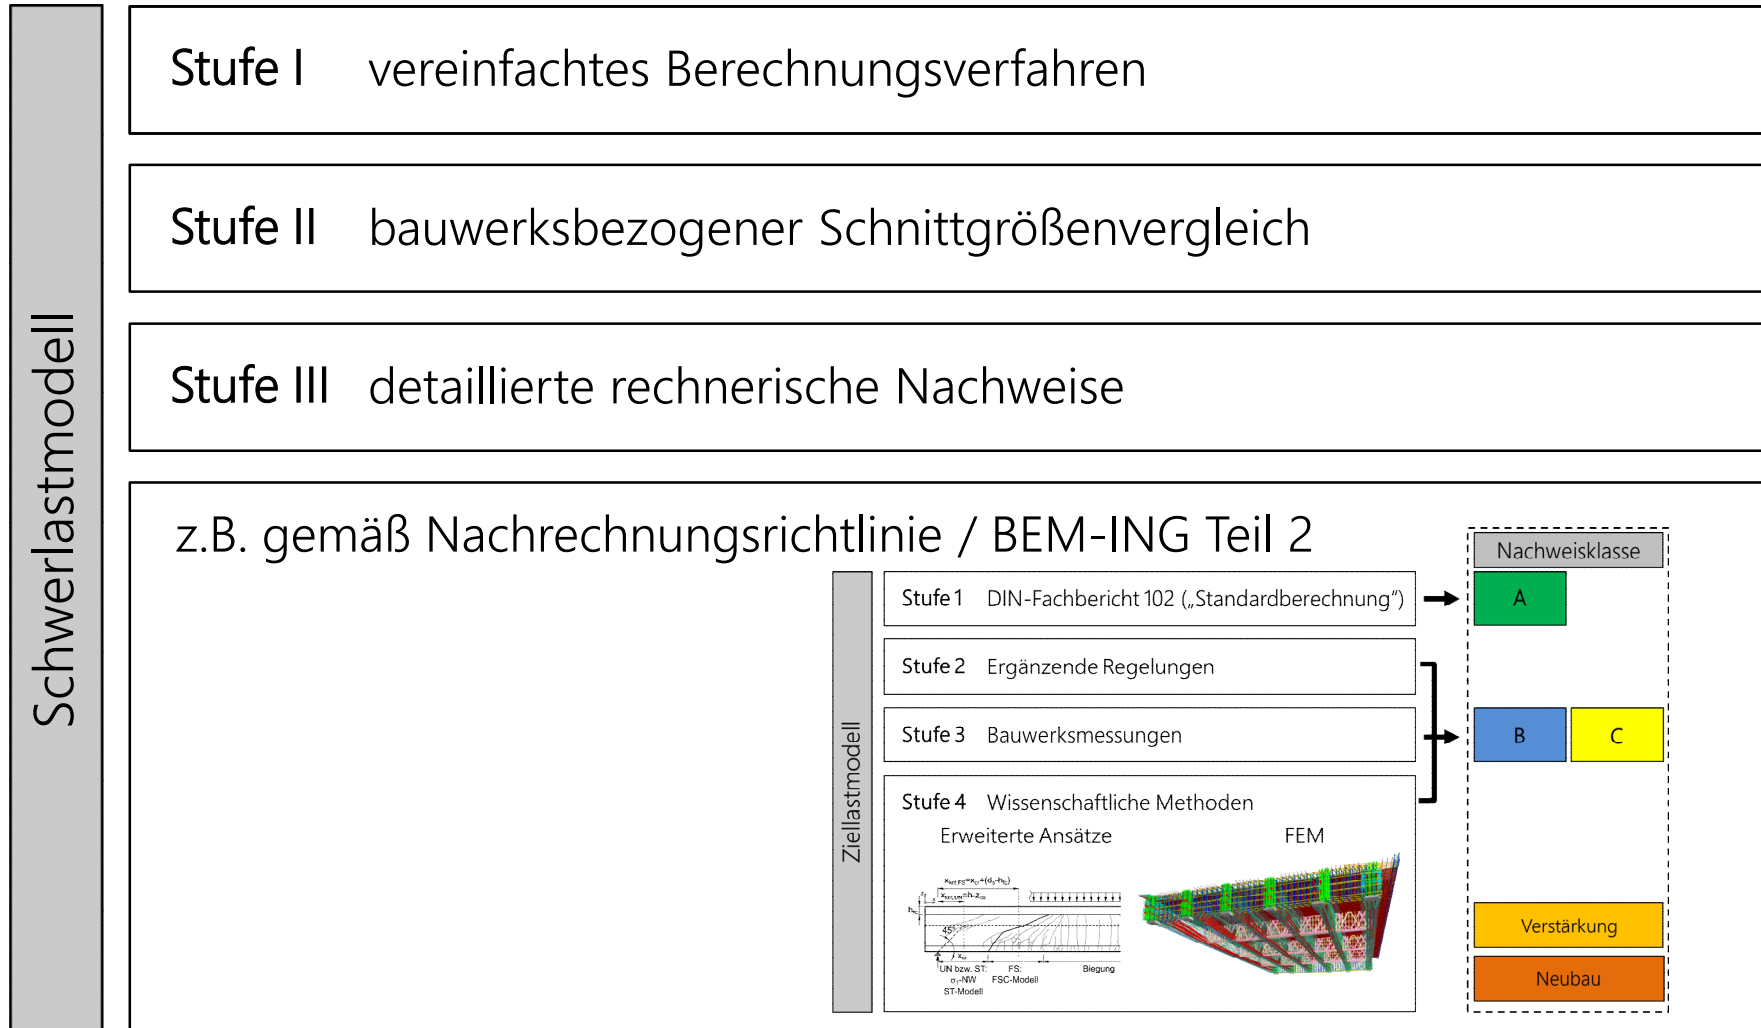 Schwerlastmodell
Stufe I vereinfachtes Berechnungsverfahren
Stufe II bauwerksbezogener Schnittgrößenvergleich
Stufe III detaillierte rechnerische Nachweise
z.B. gemäß Nachrechnungsrichtlinie / BEM-ING Teil 2
Ziellastmodell
Stufe 1 DIN-Fachbericht 102 („Standardberechnung“)
Stufe 2 Ergänzende Regelungen
Stufe 3 Bauwerksmessungen
Stufe 4 Wissenschaftliche Methoden
Erweiterte Ansätze FEM
45°
UN bzw. ST: FS: Biegung
σ₁-NW FSC-Modell
ST-Modell
Nachweisklasse
A
B C
Verstärkung
Neubau